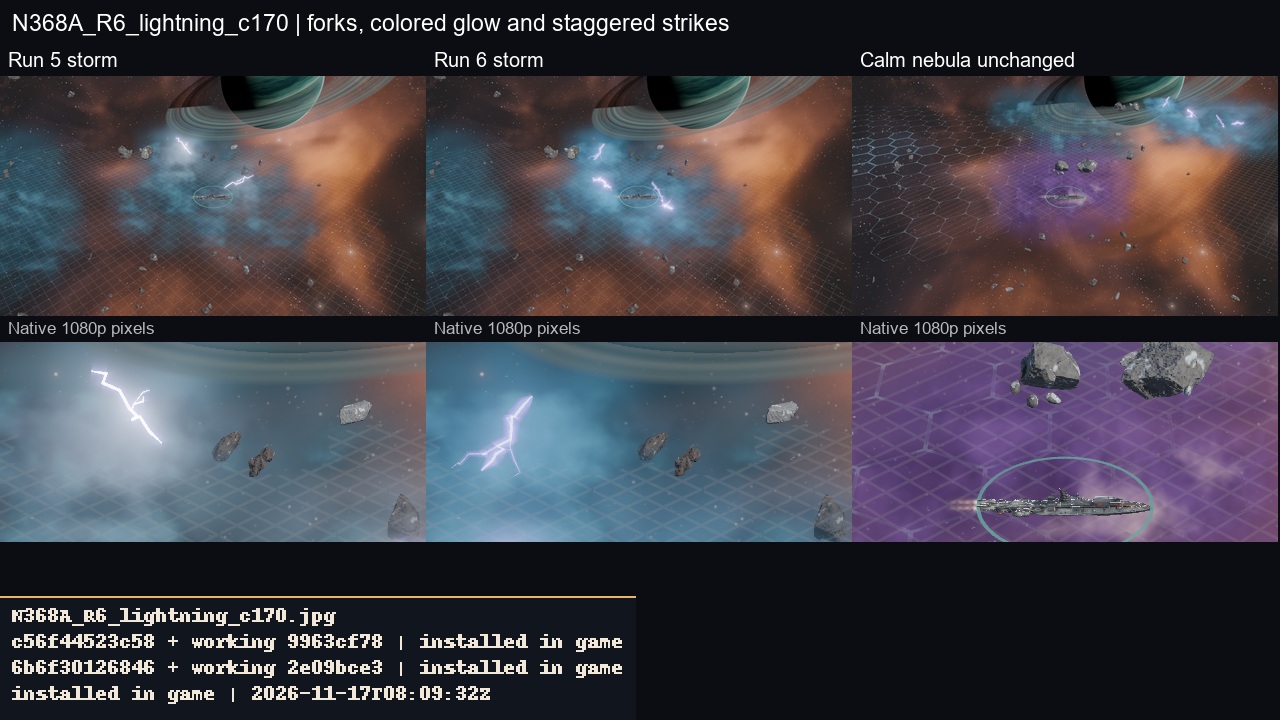 N368A_R6_lightning_c170 | forks, colored glow and staggered strikes
Run 5 storm
Run 6 storm
Calm nebula unchanged
Native 1080p pixels
Native 1080p pixels
Native 1080p pixels
N368A_R6_lightning_c170.jpg
c56f44523c58 + working 9963cf78 | installed in game
6b6f30126846 + working 2e09bce3 | installed in game
installed in game | 2026-11-17T08:09:32Z